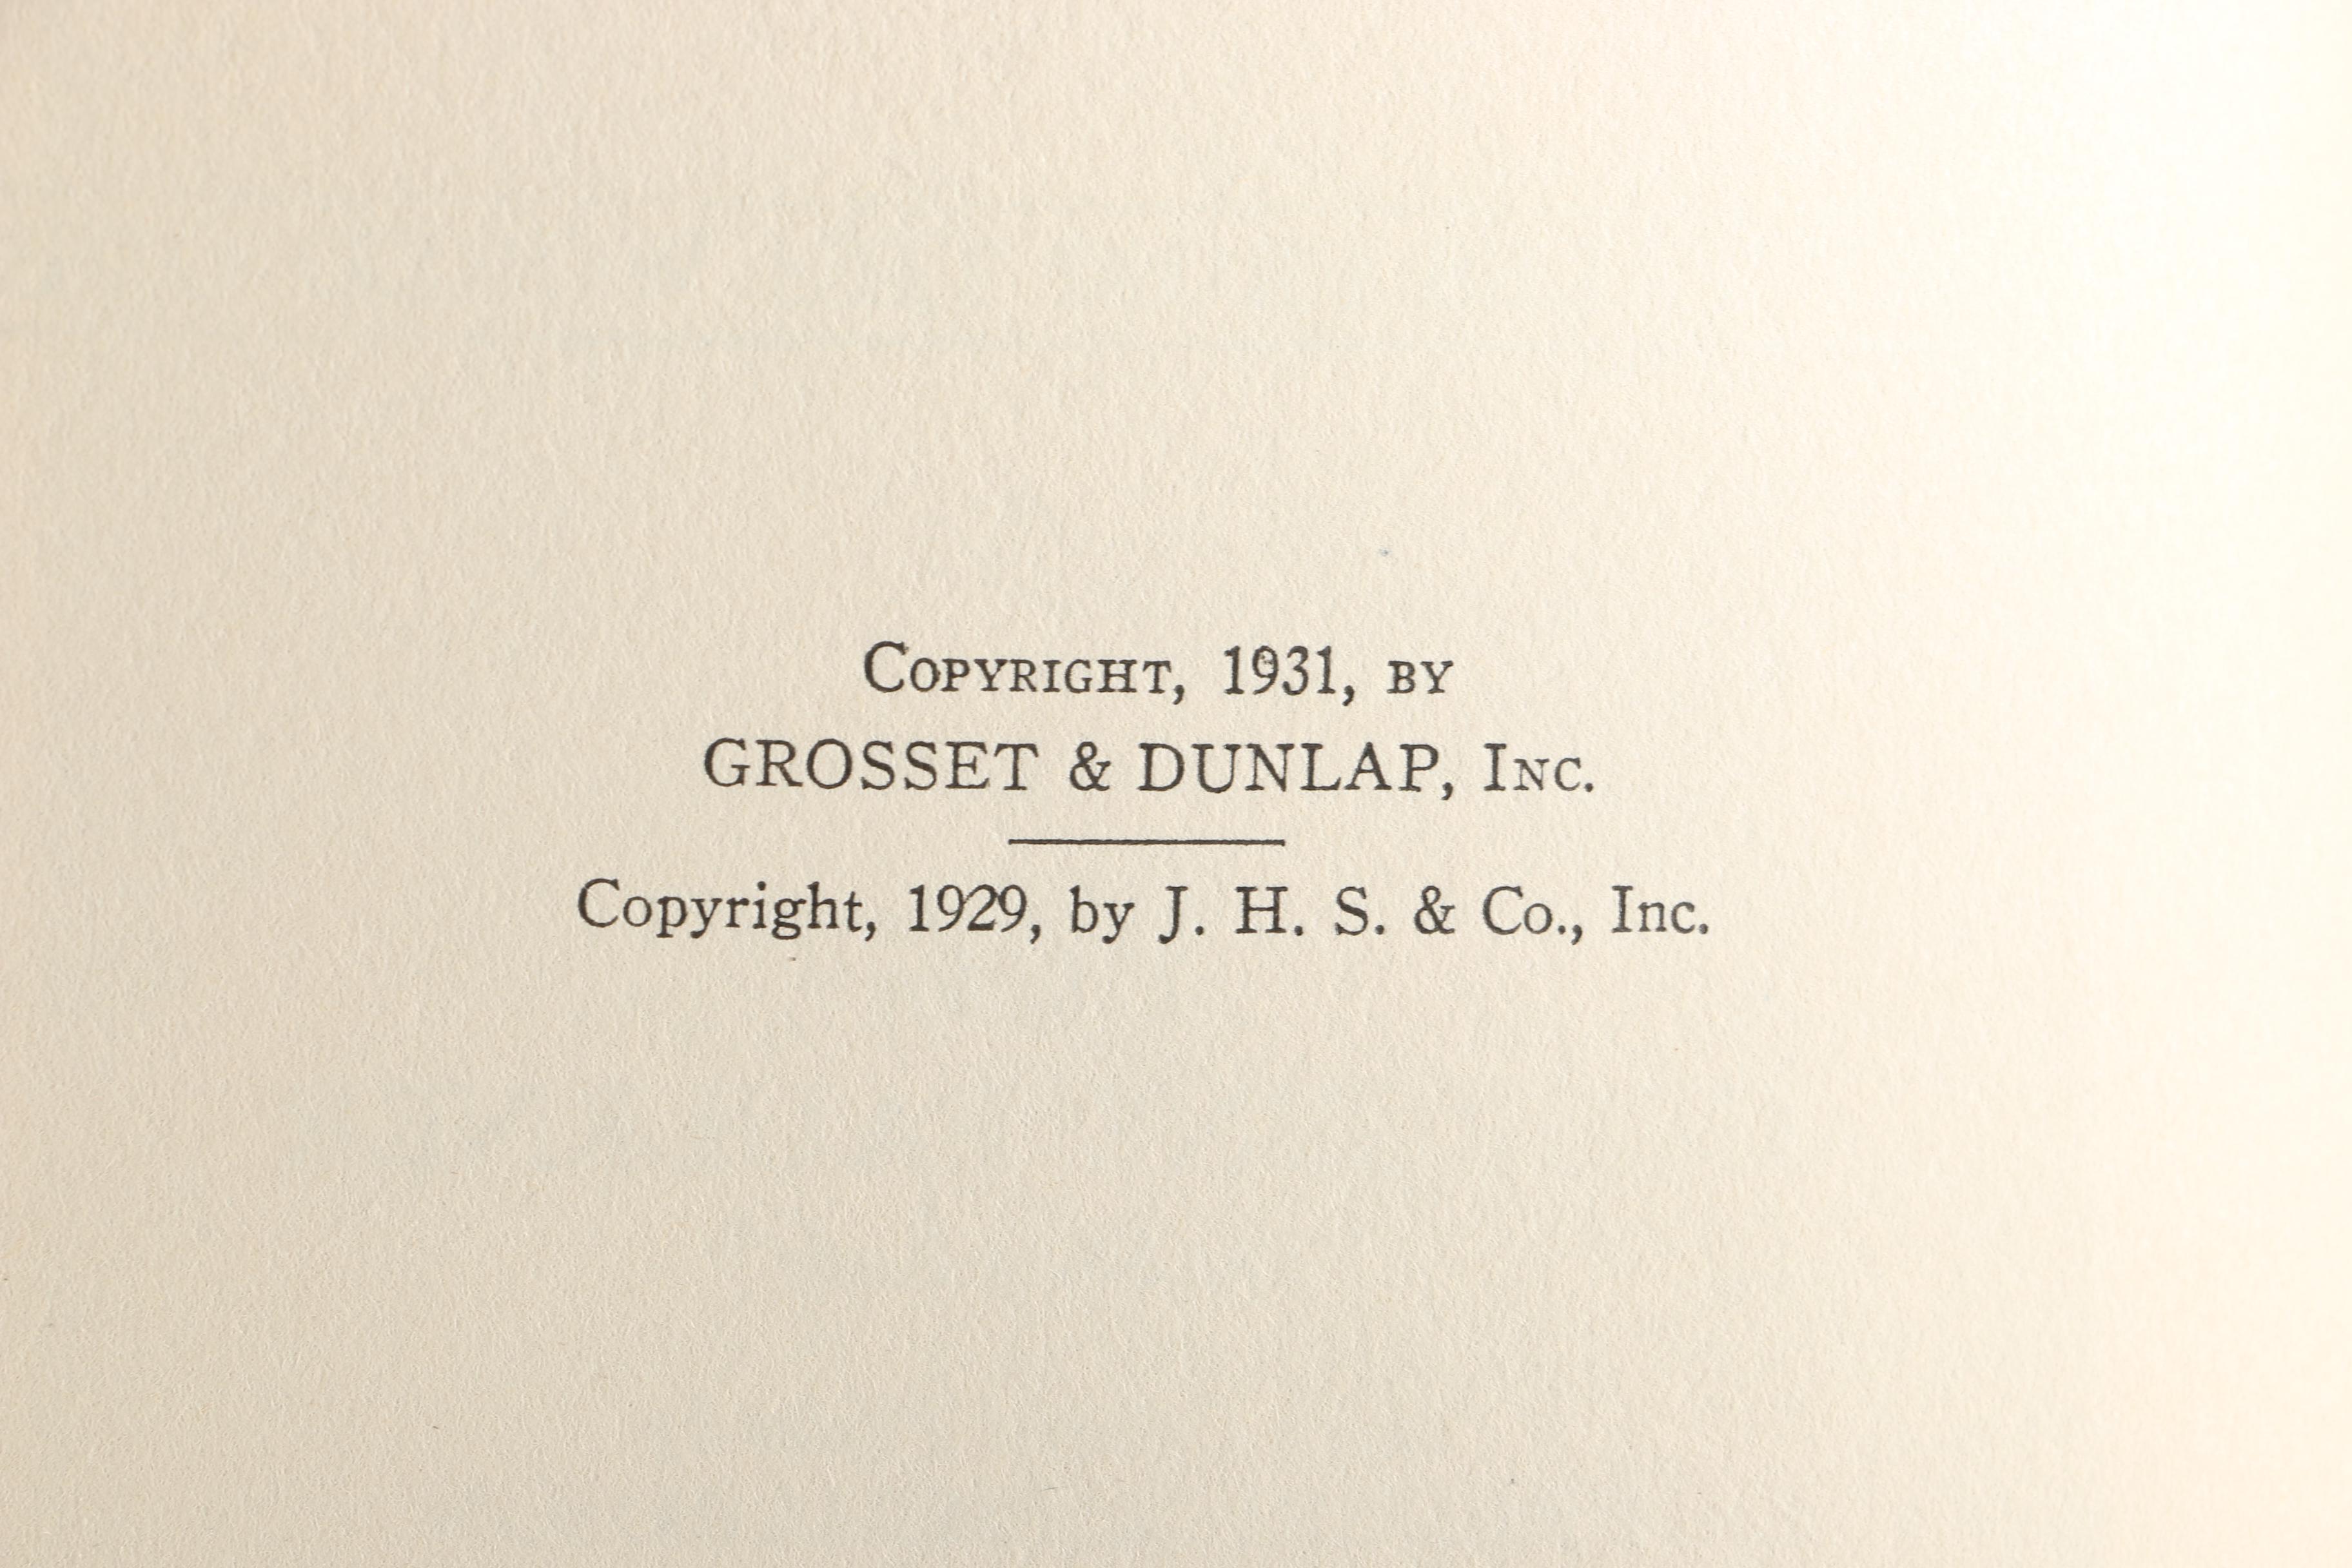 Copyright, 1931, by
GROSSET & DUNLAP, Inc.
Copyright, 1929, by J. H. S. & Co., Inc.